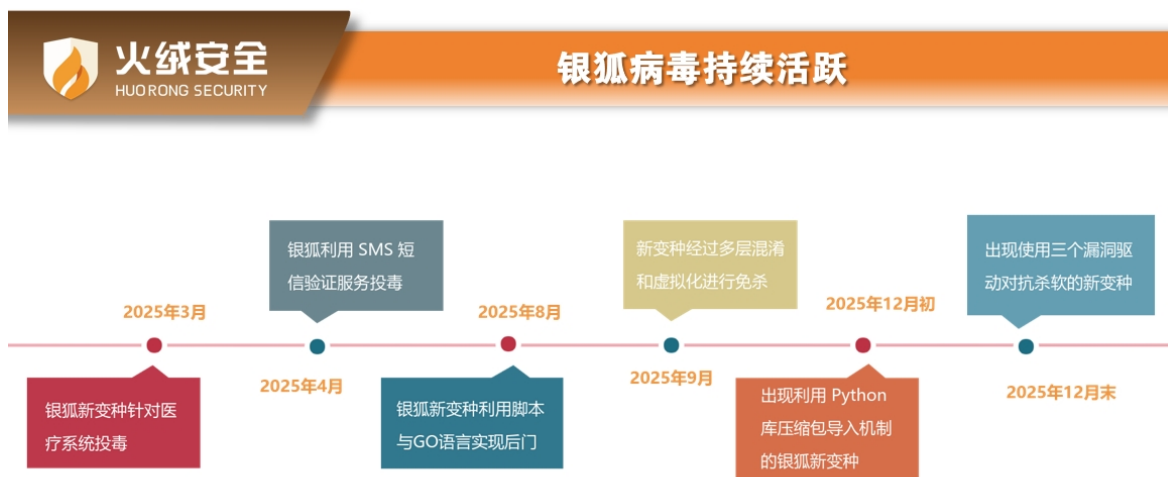 火绒安全
HUORONG SECURITY
银狐病毒持续活跃
2025年3月
银狐新变种针对医
疗系统投毒
银狐利用 SMS 短
信验证服务投毒
2025年4月
2025年8月
银狐新变种利用脚本
与GO语言实现后门
新变种经过多层混淆
和虚拟化进行免杀
2025年9月
2025年12月初
出现利用 Python
库压缩包导入机制
的银狐新变种
出现使用三个漏洞驱
动对抗杀软的新变种
2025年12月末